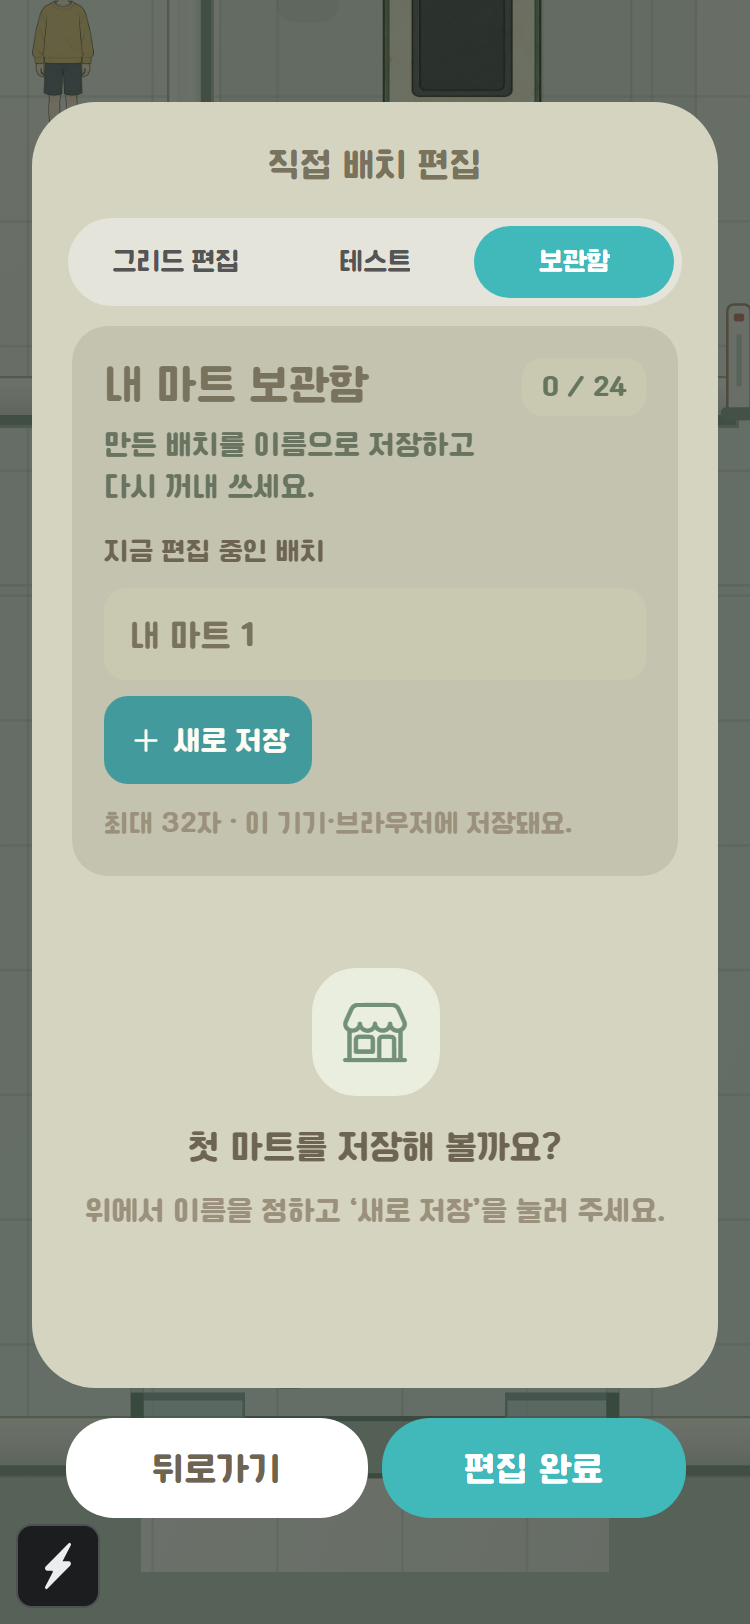 직접 배치 편집
그리드 편집 테스트 보관함
내 마트 보관함 0 / 24
만든 배치를 이름으로 저장하고
다시 꺼내 쓰세요.
지금 편집 중인 배치
내 마트 1
+ 새로 저장
최대 32자 · 이 기기·브라우저에 저장돼요.
첫 마트를 저장해 볼까요?
위에서 이름을 정하고 ‘새로 저장’을 눌러 주세요.
뒤로가기 편집 완료